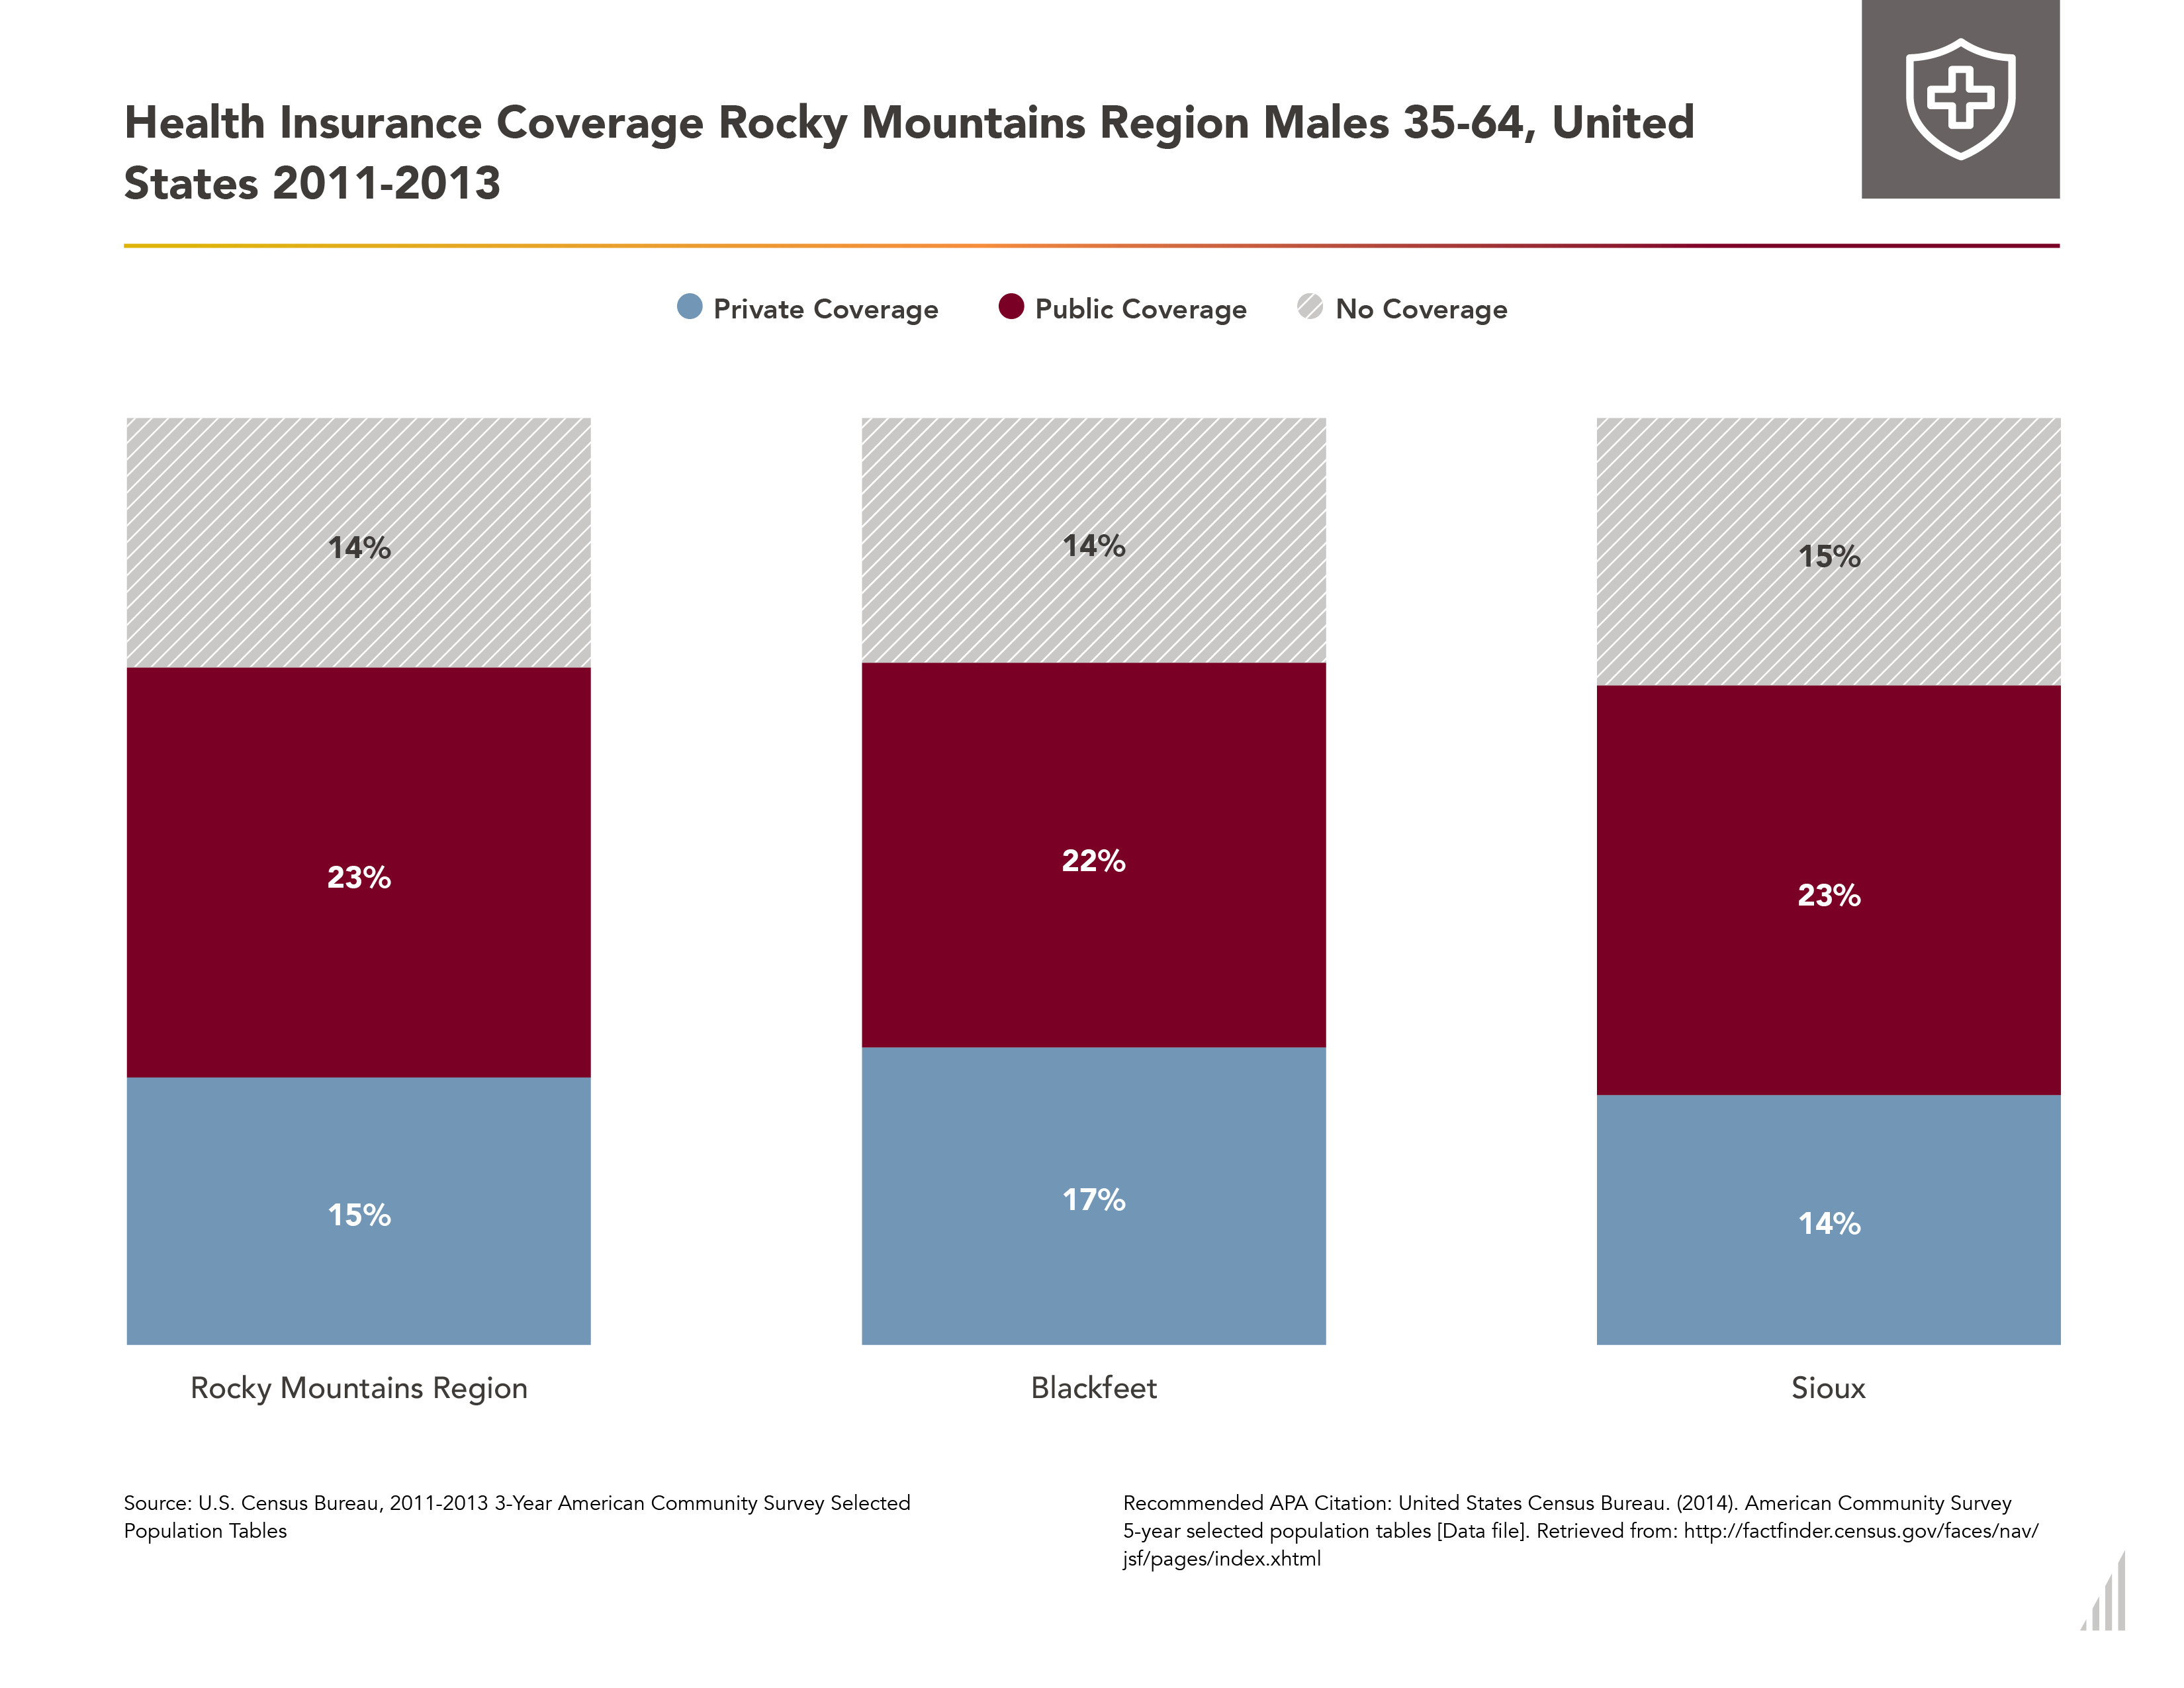 Health Insurance Coverage Rocky Mountains Region Males 35-64, United
States 2011-2013
Private Coverage
Public Coverage
No Coverage
14%
14%
15%
23%
22%
23%
15%
17%
14%
Rocky Mountains Region
Blackfeet
Sioux
Source: U.S. Census Bureau, 2011-2013 3-Year American Community Survey Selected
Population Tables
Recommended APA Citation: United States Census Bureau. (2014). American Community Survey
5-year selected population tables [Data file]. Retrieved from: http://factfinder.census.gov/faces/nav/
jsf/pages/index.xhtml